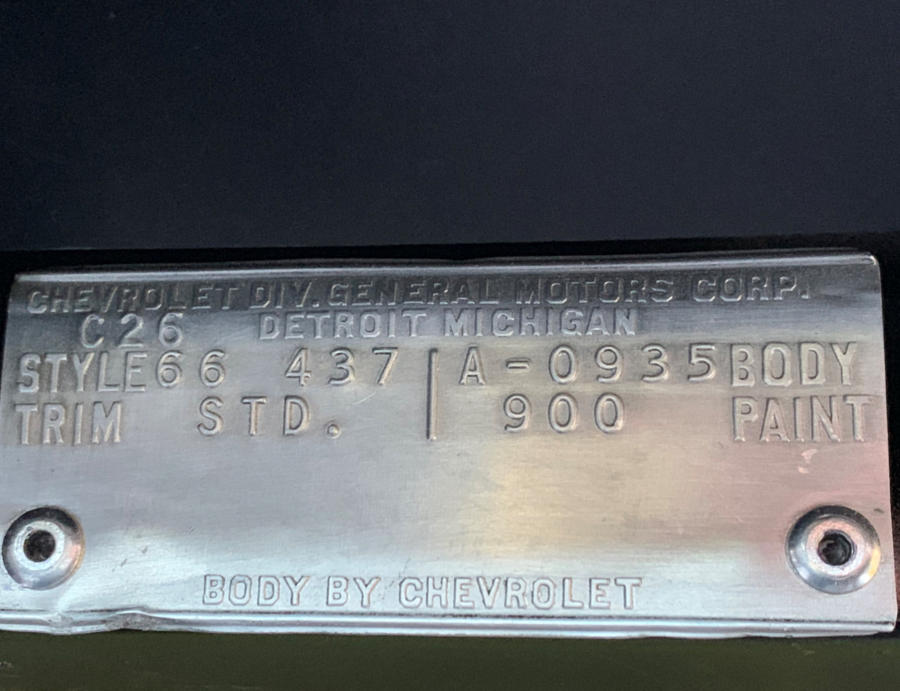 CHEVROLET DIV. GENERAL MOTORS CORP.
C26 DETROIT MICHIGAN
STYLE 66 437 | A-0935 BODY
TRIM STD. | 900 PAINT
BODY BY CHEVROLET